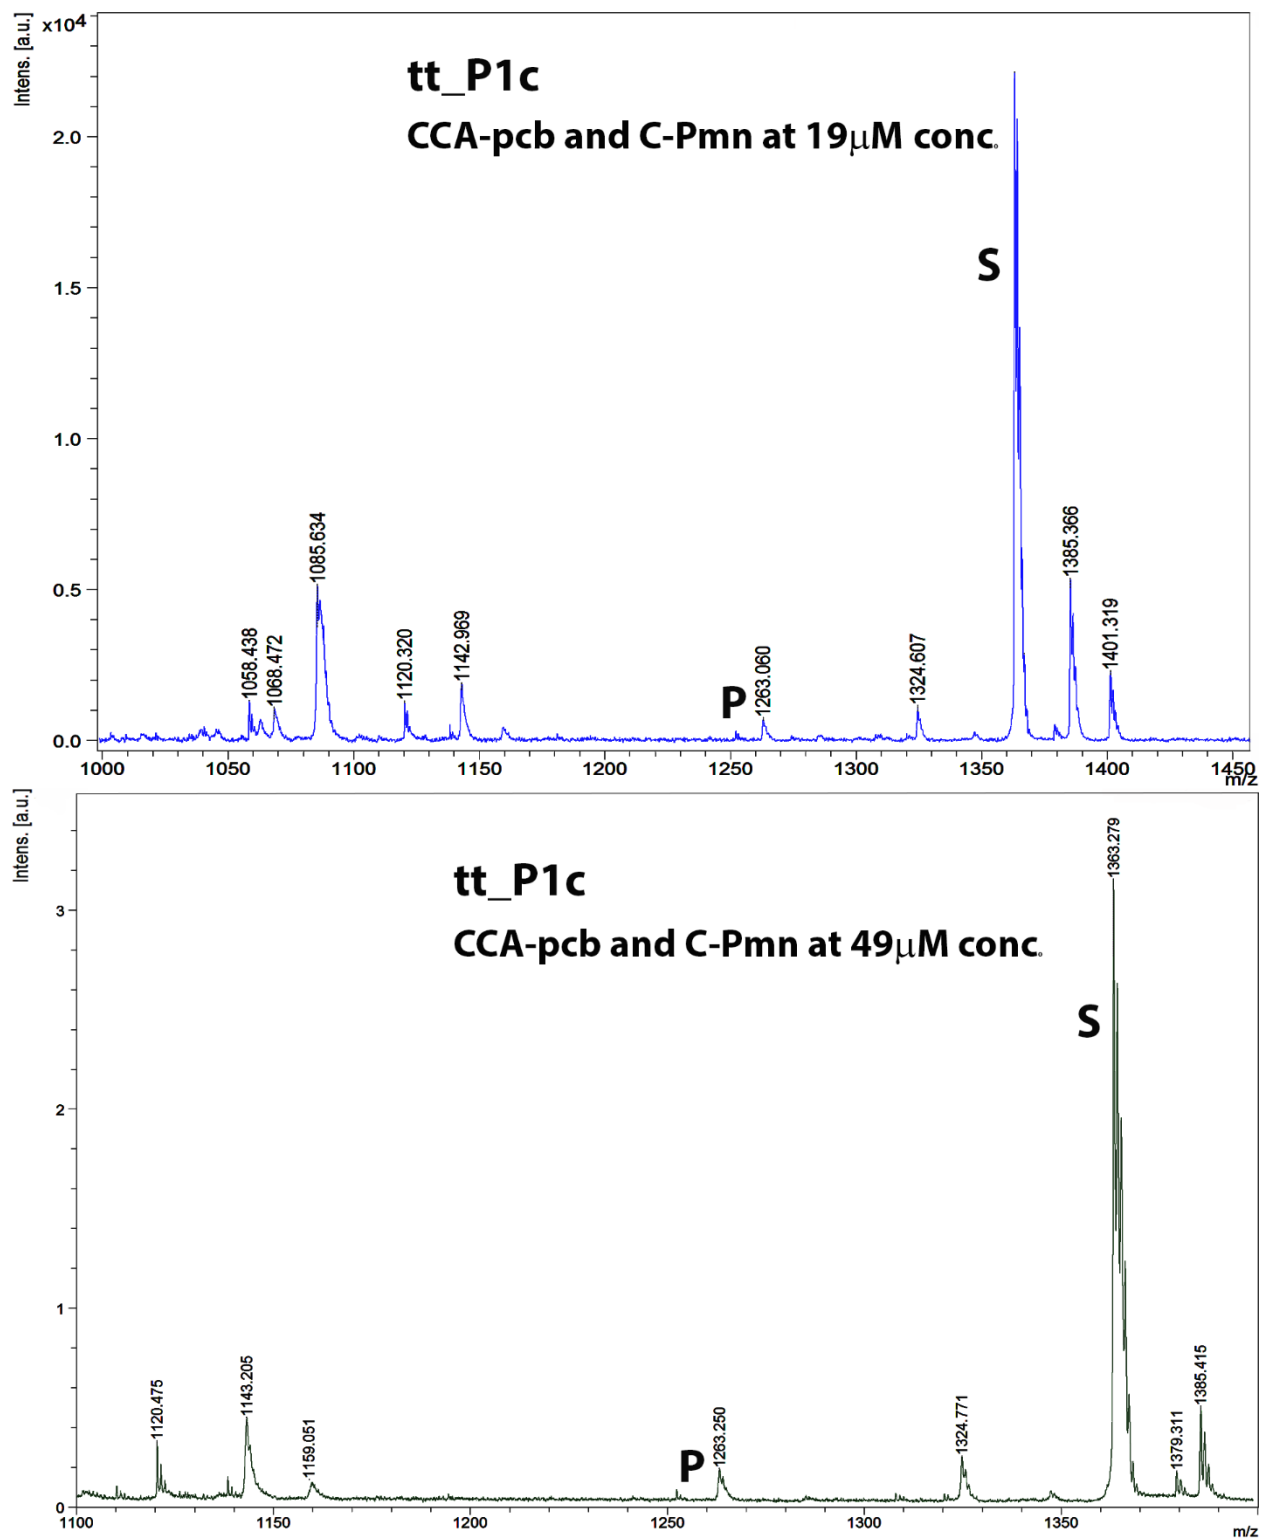 x10⁴
Intens. [a.u.]
tt_P1c
CCA-pcb and C-Pmn at 19µM conc.
2.0
S
1.5
1.0
1085.634
1385.366
0.5
1058.438
1068.472
1120.320
1142.969
P
1263.060
1324.607
1401.319
0.0
1000 1050 1100 1150 1200 1250 1300 1350 1400 1450
m/z
Intens. [a.u.]
1363.279
tt_P1c
3
CCA-pcb and C-Pmn at 49µM conc.
S
2
1
1120.475
1143.205
1159.051
P
1263.250
1324.771
1379.311
1385.415
0
1100 1150 1200 1250 1300 1350
m/z